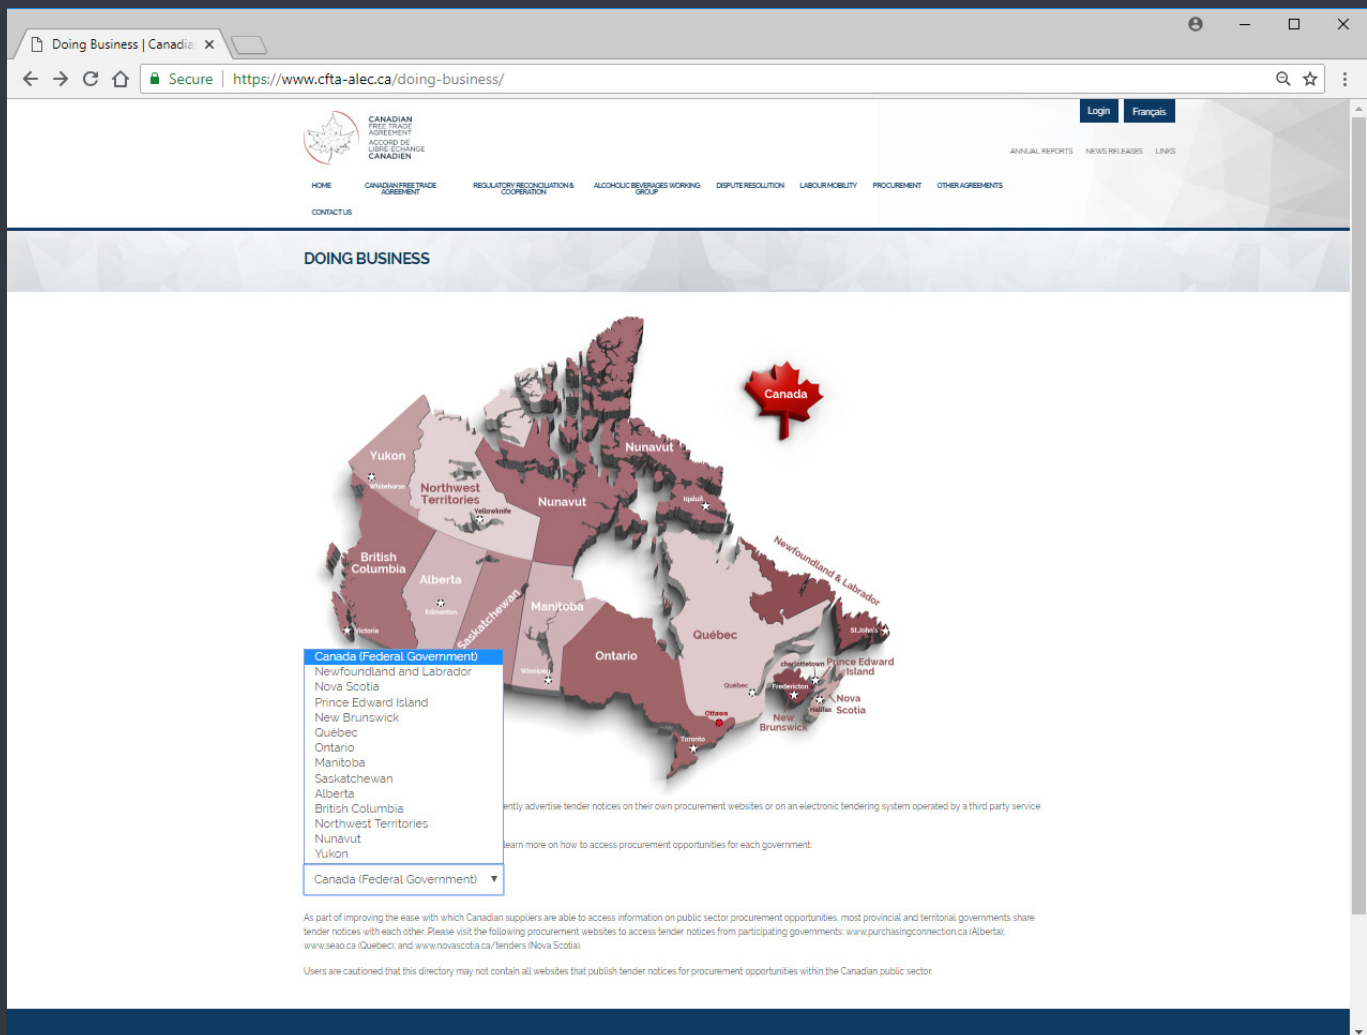 Doing Business | Canadia
Secure https://www.cfta-alec.ca/doing-business/
Login Français
CANADIAN
FREE TRADE
AGREEMENT
ACCORD DE
LIBRE-ÉCHANGE
CANADIEN
ANNUAL REPORTS NEWS RELEASES LINKS
HOME
CANADIAN FREE TRADE
AGREEMENT
REGULATORY RECONCILIATION &
COOPERATION
ALCOHOLIC BEVERAGES WORKING
GROUP
DISPUTE RESOLUTION
LABOUR MOBILITY
PROCUREMENT
OTHER AGREEMENTS
CONTACT US
DOING BUSINESS
Canada
Yukon
Whitehorse
Northwest
Territories
Yellowknife
Nunavut
Nunavut
Iqaluit
British
Columbia
Victoria
Alberta
Edmonton
Saskatchewan
Manitoba
Winnipeg
Ontario
Toronto
Ottawa
Québec
Québec
Newfoundland & Labrador
St.John's
charlottetown
Prince Edward
Island
Fredericton
New
Brunswick
Halifax
Nova
Scotia
Canada (Federal Government)
Newfoundland and Labrador
Nova Scotia
Prince Edward Island
New Brunswick
Québec
Ontario
Manitoba
Saskatchewan
Alberta
British Columbia
Northwest Territories
Nunavut
Yukon
ently advertise tender notices on their own procurement websites or on an electronic tendering system operated by a third party service
learn more on how to access procurement opportunities for each government:
Canada (Federal Government)
As part of improving the ease with which Canadian suppliers are able to access information on public sector procurement opportunities, most provincial and territorial governments share
tender notices with each other. Please visit the following procurement websites to access tender notices from participating governments: www.purchasingconnection.ca (Alberta);
www.seao.ca (Quebec); and www.novascotia.ca/tenders (Nova Scotia).
Users are cautioned that this directory may not contain all websites that publish tender notices for procurement opportunities within the Canadian public sector.